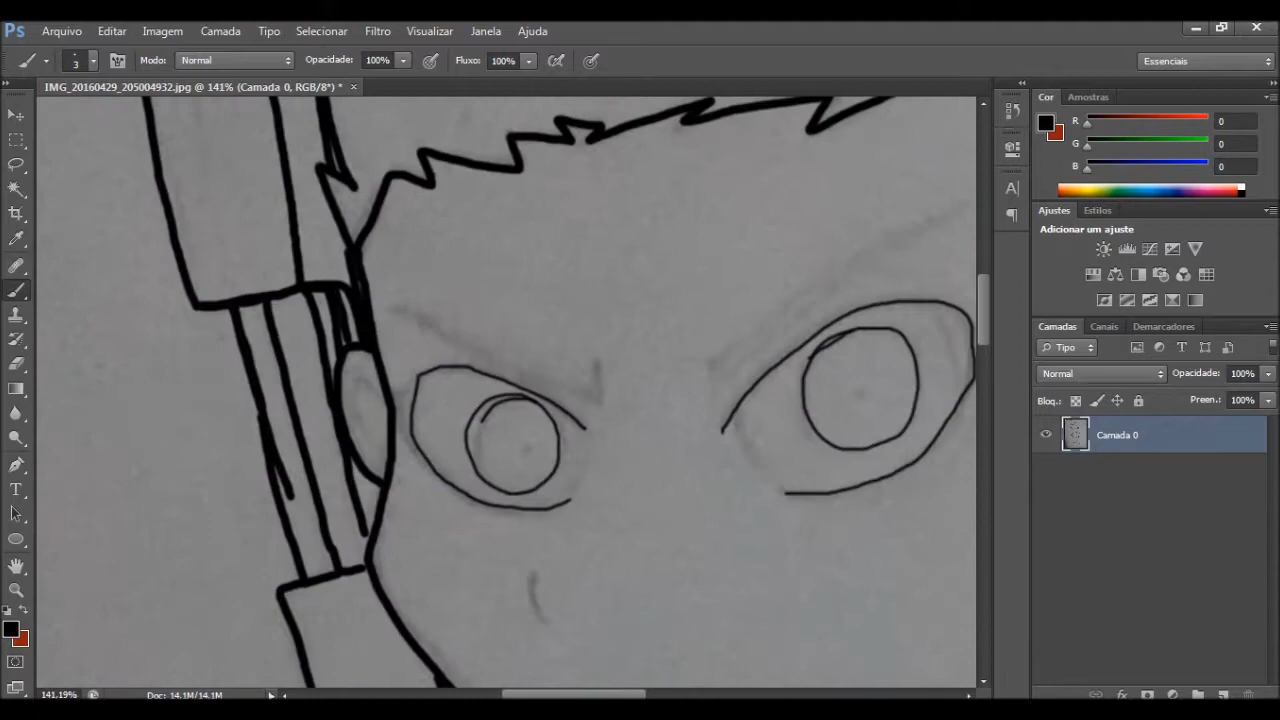 Ps Arquivo Editar Imagem Camada Tipo Selecionar Filtro Visualizar Janela Ajuda
3 Modo: Normal Opacidade: 100% Fluxo: 100% Essenciais
IMG_20160429_205004932.jpg @ 141% (Camada 0, RGB/8*) * ×
Cor Amostras
R 0
G 0
B 0
Ajustes Estilos
Adicionar um ajuste
Camadas Canais Demarcadores
Tipo
Normal Opacidade: 100%
Bloq.: Preen.: 100%
Camada 0
141,19% Doc: 14,1M/14,1M